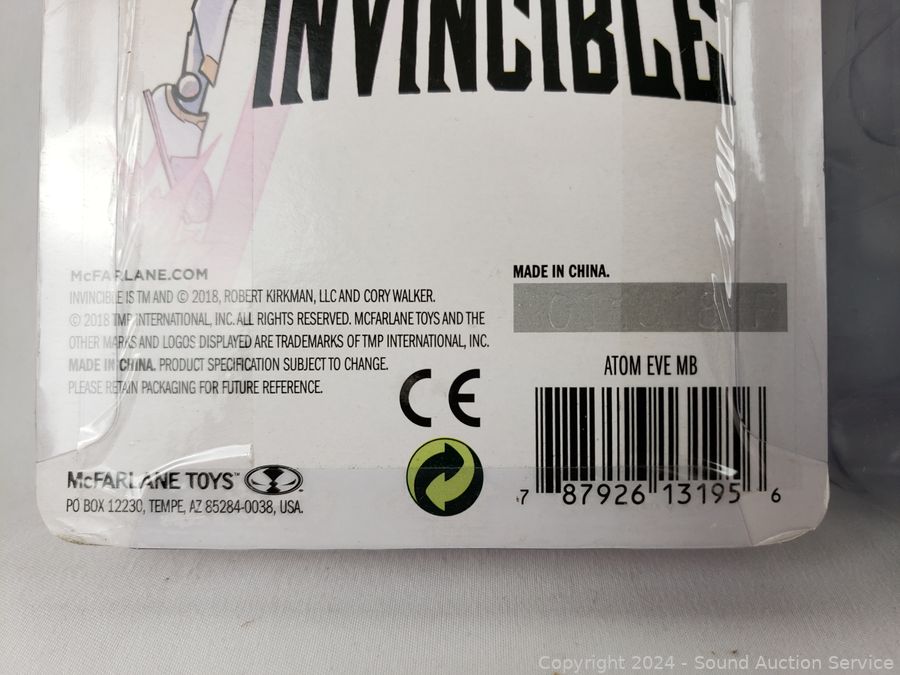 INVINCIBLE
McFARLANE.COM
INVINCIBLE IS TM AND © 2018, ROBERT KIRKMAN, LLC AND CORY WALKER.
© 2018 TMP INTERNATIONAL, INC. ALL RIGHTS RESERVED. MCFARLANE TOYS AND THE
OTHER MARKS AND LOGOS DISPLAYED ARE TRADEMARKS OF TMP INTERNATIONAL, INC.
MADE IN CHINA. PRODUCT SPECIFICATION SUBJECT TO CHANGE.
PLEASE RETAIN PACKAGING FOR FUTURE REFERENCE.
CE
McFARLANE TOYS™
PO BOX 12230, TEMPE, AZ 85284-0038, USA.
MADE IN CHINA.
ATOM EVE MB
7 87926 13195 6
Copyright 2024 - Sound Auction Service